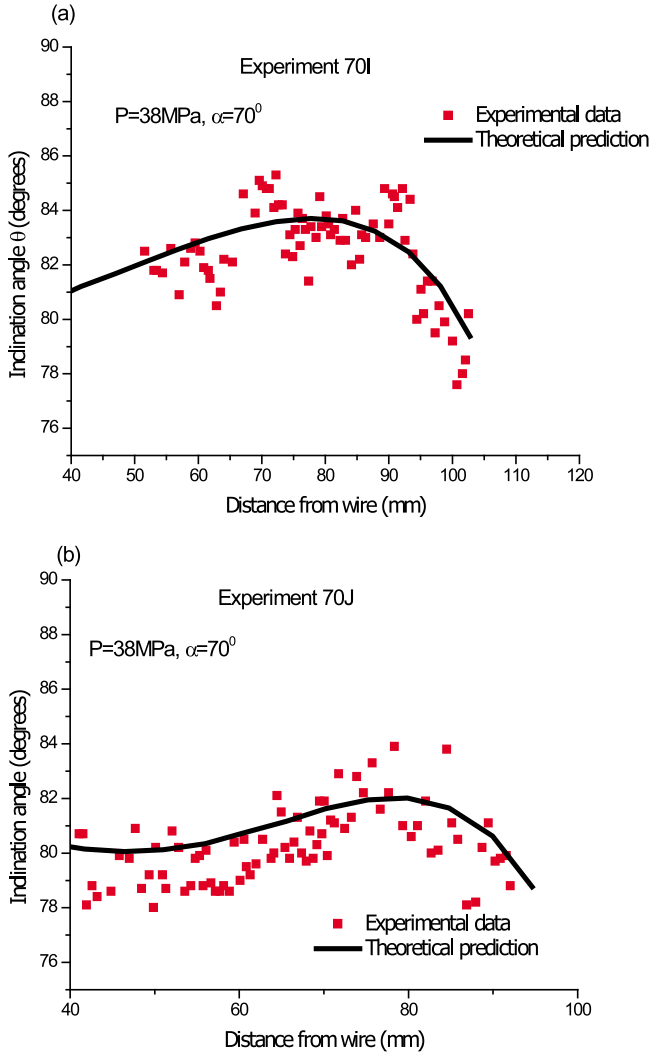 (a)
90
88
86
84
82
80
78
76
Inclination angle θ (degrees)
Experiment 70I
P=38MPa, α=70⁰
Experimental data
Theoretical prediction
40 50 60 70 80 90 100 110 120
Distance from wire (mm)
(b)
90
88
86
84
82
80
78
76
Inclination angle (degrees)
Experiment 70J
P=38MPa, α=70⁰
Experimental data
Theoretical prediction
40 60 80 100
Distance from wire (mm)